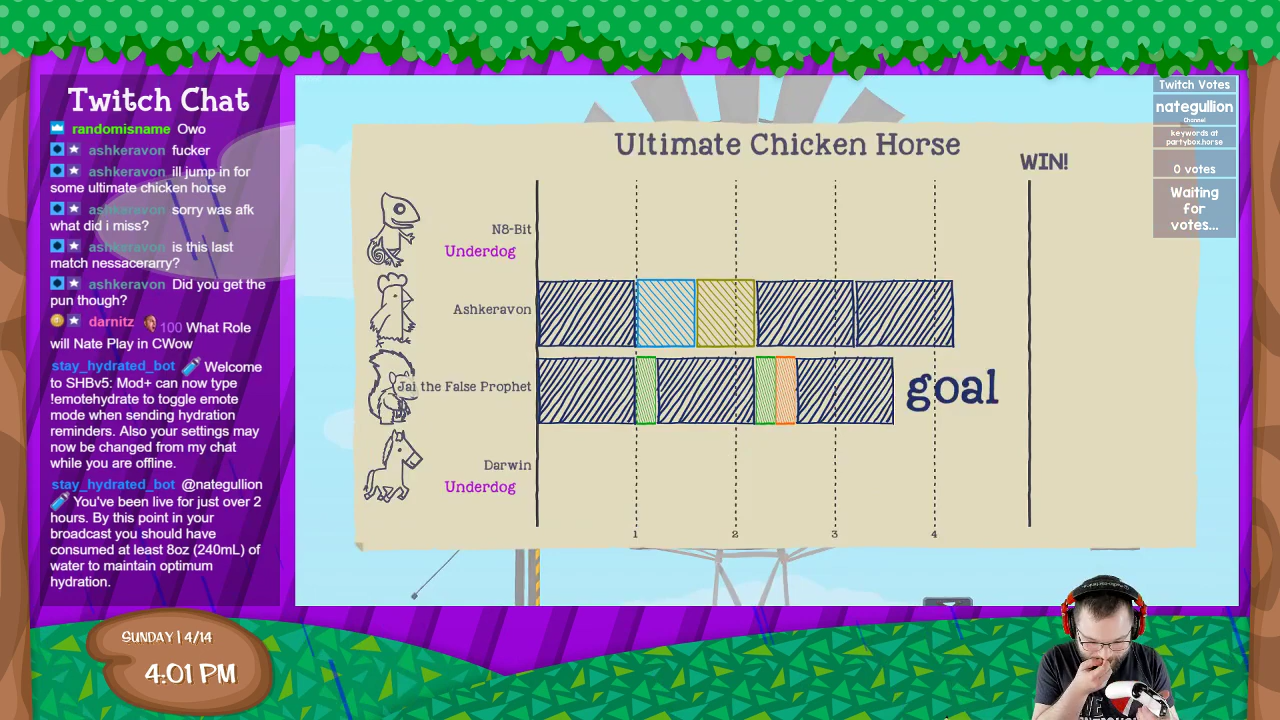 Twitch Chat
randomisname Owo
ashkeravon fucker
ashkeravon ill jump in for
some ultimate chicken horse
ashkeravon sorry was afk
what did i miss?
ashkeravon is this last
match nessacerarry?
ashkeravon Did you get the
pun though?
darnitz 100 What Role
will Nate Play in CWow
stay_hydrated_bot Welcome
to SHBv5: Mod+ can now type
!emotehydrate to toggle emote
mode when sending hydration
reminders. Also your settings may
now be changed from my chat
while you are offline.
stay_hydrated_bot @nategullion
You've been live for just over 2
hours. By this point in your
broadcast you should have
consumed at least 8oz (240mL) of
water to maintain optimum
hydration.
SUNDAY | 4/14
4:01 PM
Ultimate Chicken Horse
WIN!
N8-Bit
Underdog
Ashkeravon
Jai the False Prophet
goal
Darwin
Underdog
1 2 3 4
Twitch Votes
nategullion
Channel
keywords at
partybox.horse
0 votes
Waiting
for
votes...